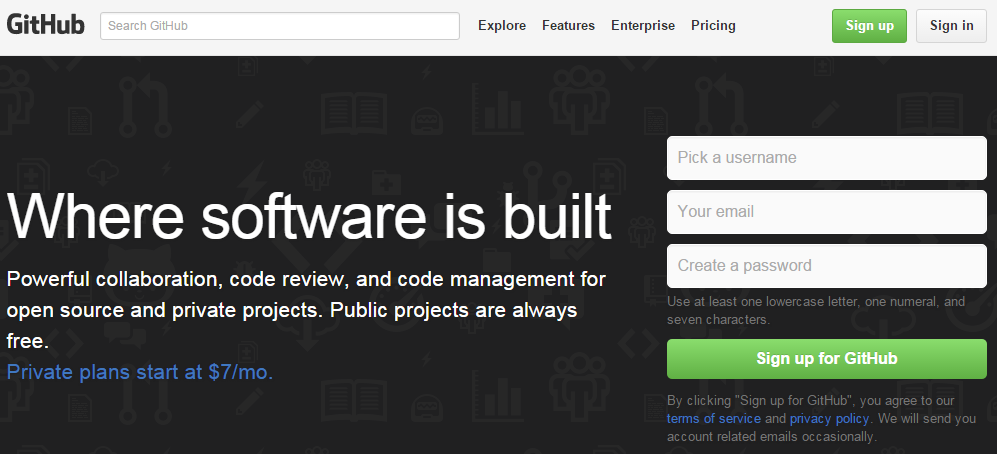 GitHub Search GitHub Explore Features Enterprise Pricing Sign up Sign in
Where software is built
Powerful collaboration, code review, and code management for
open source and private projects. Public projects are always
free.
Private plans start at $7/mo.
Pick a username
Your email
Create a password
Use at least one lowercase letter, one numeral, and
seven characters.
Sign up for GitHub
By clicking "Sign up for GitHub", you agree to our
terms of service and privacy policy. We will send you
account related emails occasionally.